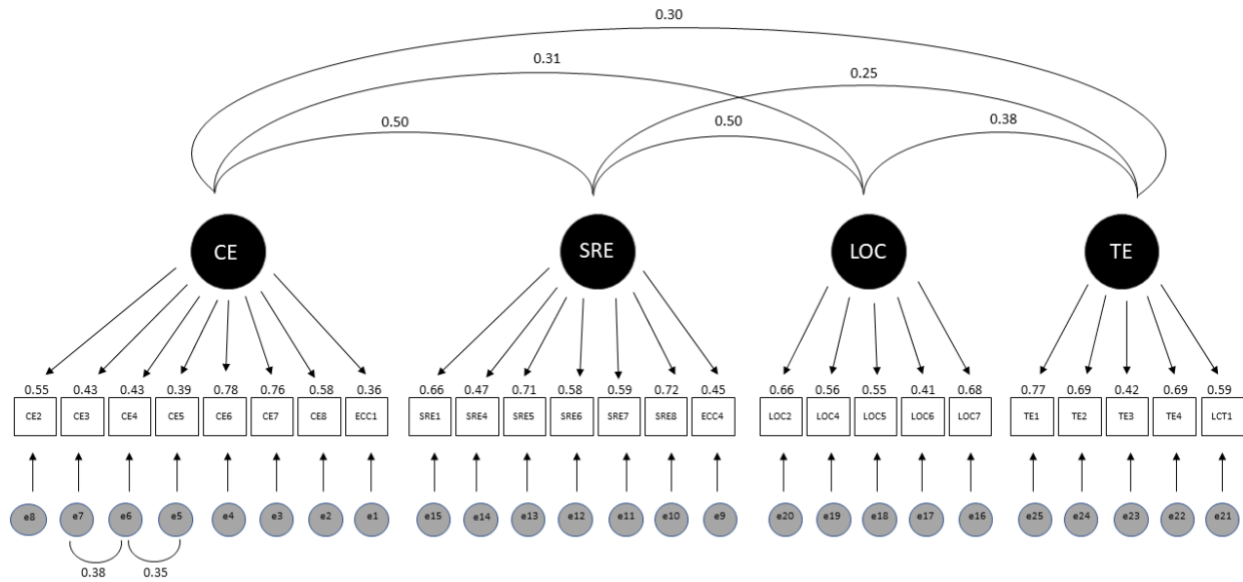 0.30
0.31
0.25
0.50 0.50 0.38
CE SRE LOC TE
0.55 0.43 0.43 0.39 0.78 0.76 0.58 0.36 0.66 0.47 0.71 0.58 0.59 0.72 0.45 0.66 0.56 0.55 0.41 0.68 0.77 0.69 0.42 0.69 0.59
CE2 CE3 CE4 CE5 CE6 CE7 CE8 ECC1 SRE1 SRE4 SRE5 SRE6 SRE7 SRE8 ECC4 LOC2 LOC4 LOC5 LOC6 LOC7 TE1 TE2 TE3 TE4 LCT1
e8 e7 e6 e5 e4 e3 e2 e1 e15 e14 e13 e12 e11 e10 e9 e20 e19 e18 e17 e16 e25 e24 e23 e22 e21
0.38 0.35